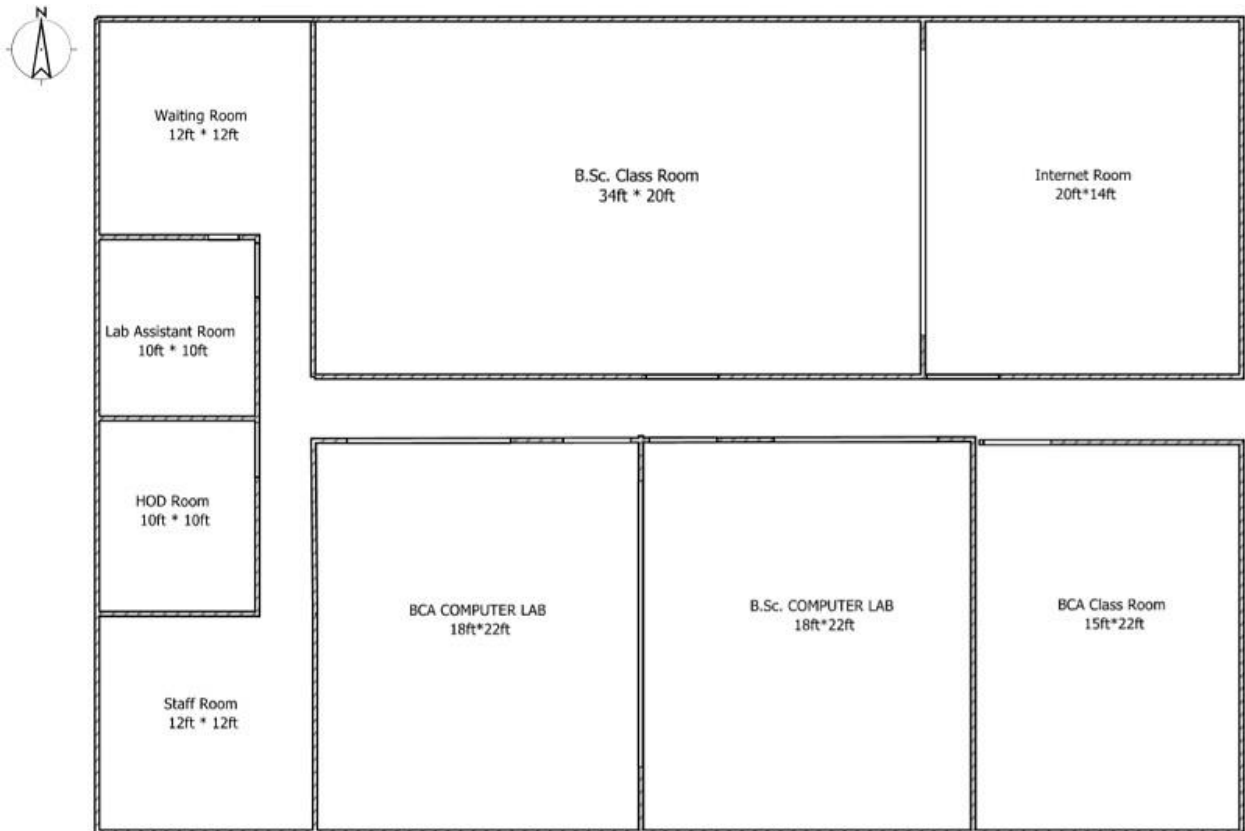 N
Waiting Room
12ft * 12ft
B.Sc. Class Room
34ft * 20ft
Internet Room
20ft*14ft
Lab Assistant Room
10ft * 10ft
HOD Room
10ft * 10ft
BCA COMPUTER LAB
18ft*22ft
B.Sc. COMPUTER LAB
18ft*22ft
BCA Class Room
15ft*22ft
Staff Room
12ft * 12ft